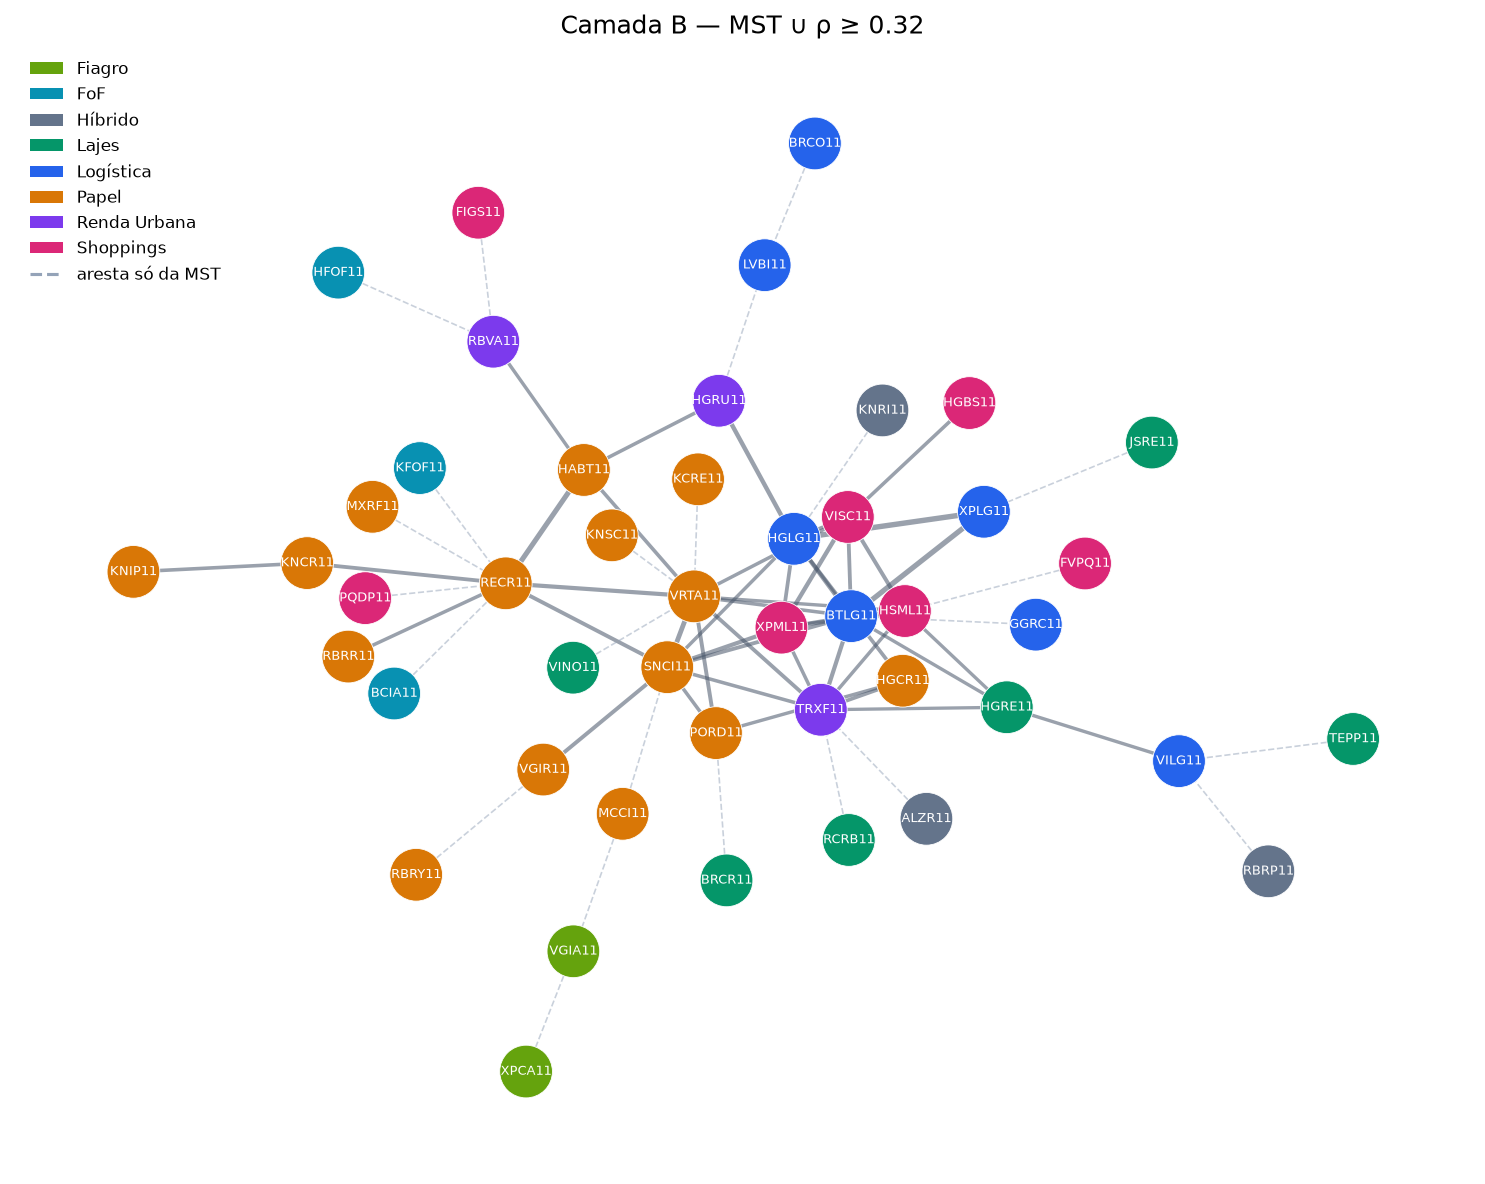 Camada B — MST ∪ ρ ≥ 0.32
Fiagro
FoF
Híbrido
Lajes
Logística
Papel
Renda Urbana
Shoppings
aresta só da MST
BRCO11
FIGS11
LVBI11
HFOF11
RBVA11
HGRU11
KNRI11
HGBS11
JSRE11
KFOF11
HABT11
KCRE11
MXRF11
XPLG11
VISC11
KNSC11
HGLG11
KNIP11
KNCR11
FVPQ11
RECR11
PQDP11
VRTA11
HSML11
BTLG11
GGRC11
XPML11
RBRR11
VINO11
SNCI11
HGCR11
BCIA11
TRXF11
HGRE11
PORD11
TEPP11
VILG11
VGIR11
MCCI11
ALZR11
RCRB11
RBRY11
BRCR11
RBRP11
VGIA11
XPCA11